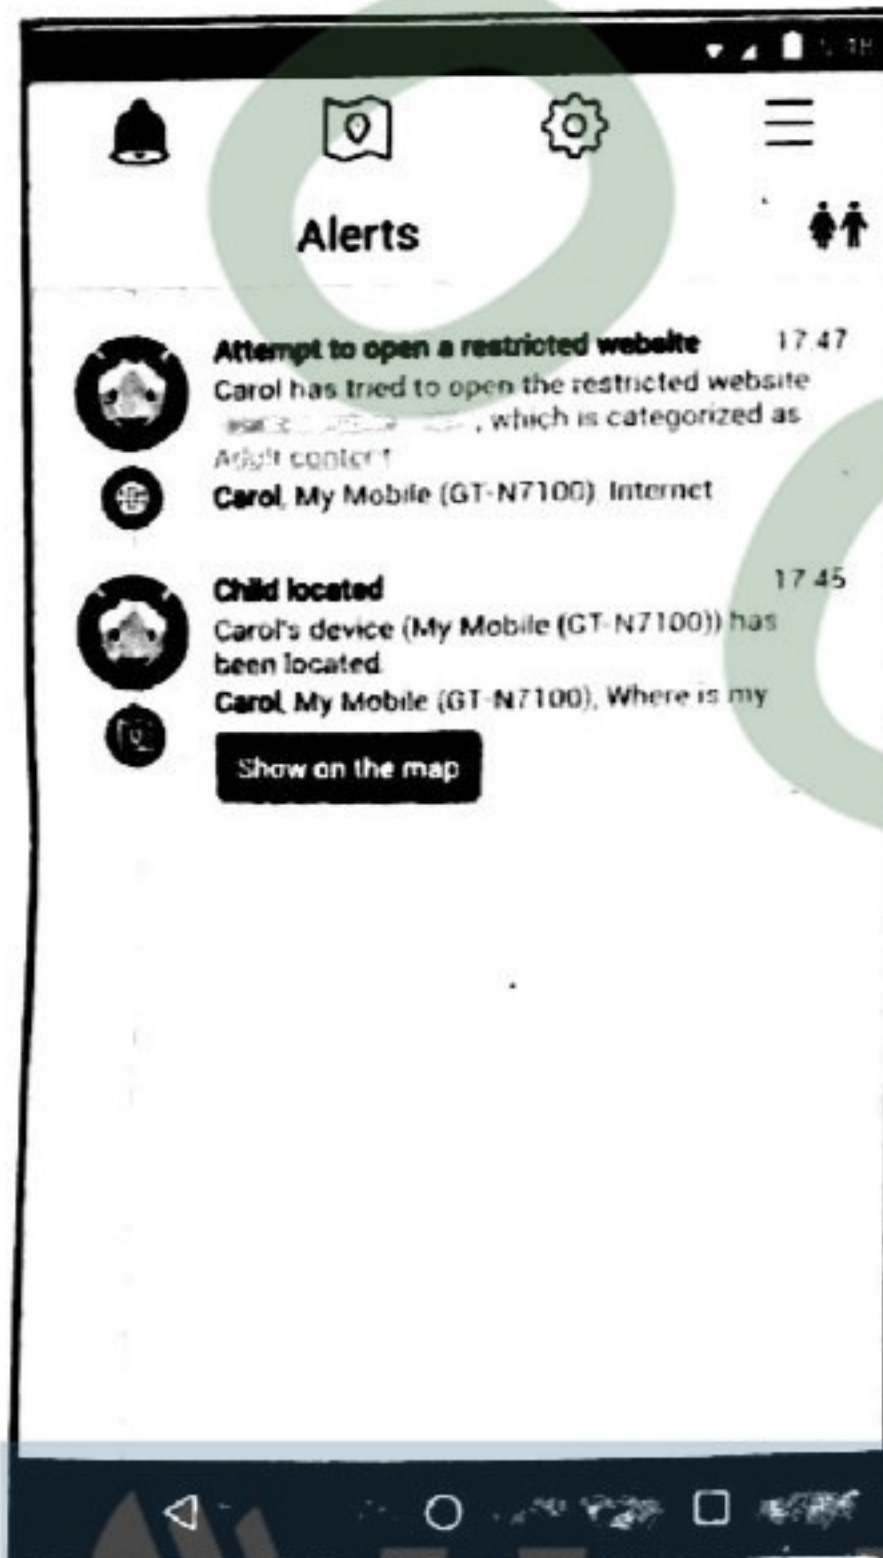 Alerts
Attempt to open a restricted website 17 47
Carol has tried to open the restricted website
, which is categorized as
Adult content
Carol, My Mobile (GT-N7100) Internet
Child located 17 45
Carol's device (My Mobile (GT-N7100)) has
been located
Carol, My Mobile (GT-N7100), Where is my
Show on the map